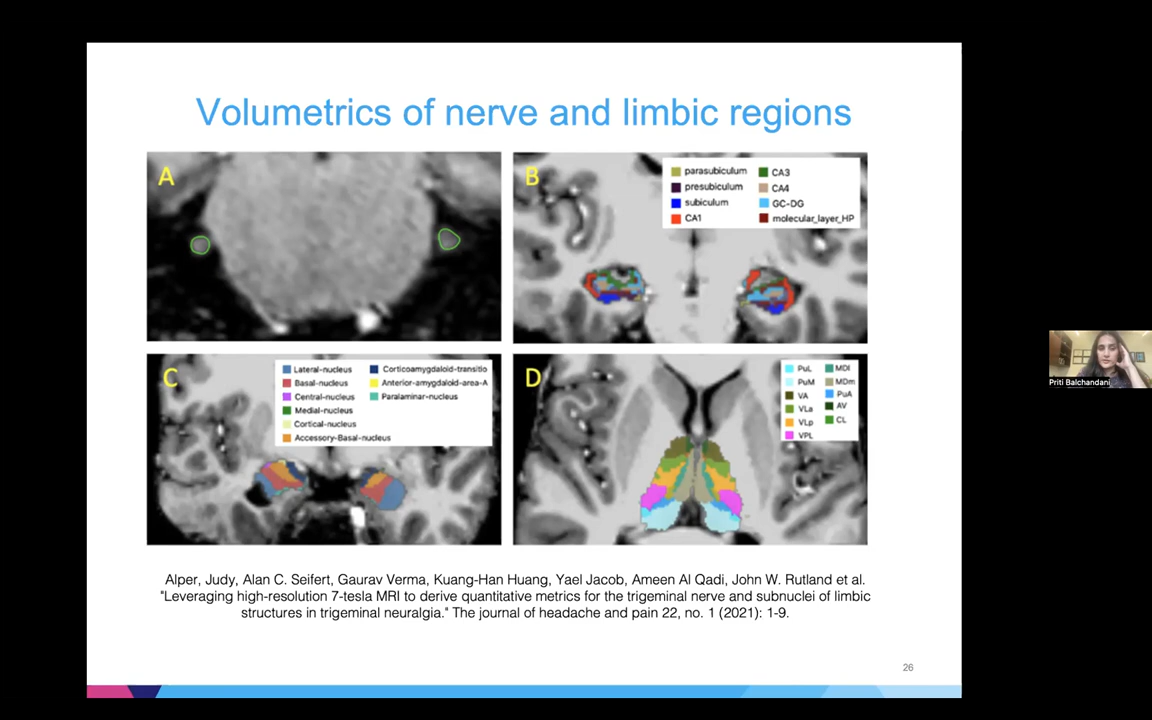 Volumetrics of nerve and limbic regions
A
B
parasubiculum
presubiculum
subiculum
CA1
CA3
CA4
GC-DG
molecular_layer_HP
C
Lateral-nucleus
Basal-nucleus
Central-nucleus
Medial-nucleus
Cortical-nucleus
Accessory-Basal-nucleus
Corticoamygdaloid-transitio
Anterior-amygdaloid-area-A
Paralaminar-nucleus
D
PuL
PuM
VA
VLa
VLp
VPL
MDl
MDm
PuA
AV
CL
Alper, Judy, Alan C. Seifert, Gaurav Verma, Kuang-Han Huang, Yael Jacob, Ameen Al Qadi, John W. Rutland et al.
"Leveraging high-resolution 7-tesla MRI to derive quantitative metrics for the trigeminal nerve and subnuclei of limbic
structures in trigeminal neuralgia." The journal of headache and pain 22, no. 1 (2021): 1-9.
26
Priti Balchandani